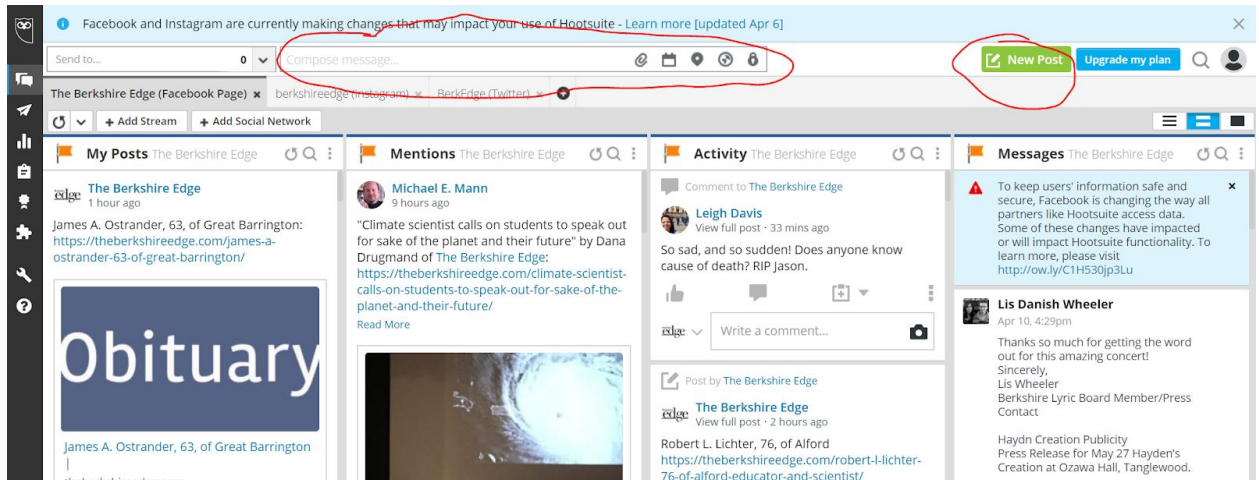 Facebook and Instagram are currently making changes that may impact your use of Hootsuite - Learn more [updated Apr 6]
Send to... 0
Compose message...
New Post
Upgrade my plan
The Berkshire Edge (Facebook Page)
berkshireedge (Instagram)
BerkEdge (Twitter)
+ Add Stream
+ Add Social Network
My Posts The Berkshire Edge
edge
The Berkshire Edge
1 hour ago
James A. Ostrander, 63, of Great Barrington:
https://theberkshireedge.com/james-a-
ostrander-63-of-great-barrington/
Obituary
James A. Ostrander, 63, of Great Barrington
|
Mentions The Berkshire Edge
Michael E. Mann
9 hours ago
"Climate scientist calls on students to speak out
for sake of the planet and their future" by Dana
Drugmand of The Berkshire Edge:
https://theberkshireedge.com/climate-scientist-
calls-on-students-to-speak-out-for-sake-of-the-
planet-and-their-future/
Read More
Activity The Berkshire Edge
Comment to The Berkshire Edge
Leigh Davis
View full post · 33 mins ago
So sad, and so sudden! Does anyone know
cause of death? RIP Jason.
edge
Write a comment...
Post by The Berkshire Edge
edge
The Berkshire Edge
View full post · 2 hours ago
Robert L. Lichter, 76, of Alford
https://theberkshireedge.com/robert-l-lichter-
76-of-alford-educator-and-scientist/
Messages The Berkshire Edge
To keep users' information safe and
secure, Facebook is changing the way all
partners like Hootsuite access data.
Some of these changes have impacted
or will impact Hootsuite functionality. To
learn more, please visit
http://ow.ly/C1H530jp3Lu
Lis Danish Wheeler
Apr 10, 4:29pm
Thanks so much for getting the word
out for this amazing concert!
Sincerely,
Lis Wheeler
Berkshire Lyric Board Member/Press
Contact
Haydn Creation Publicity
Press Release for May 27 Hayden's
Creation at Ozawa Hall, Tanglewood.